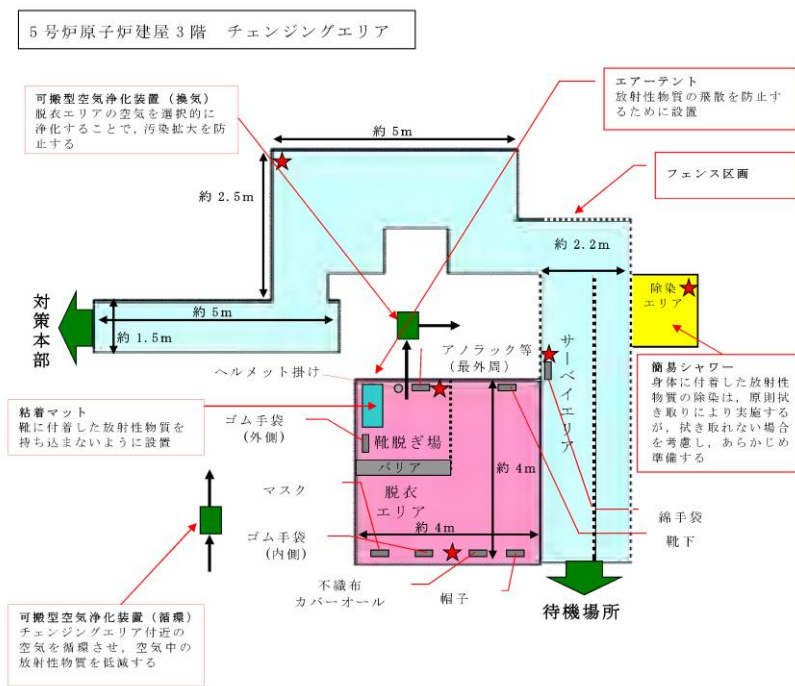 5号炉原子炉建屋3階　チェンジングエリア
可搬型空気浄化装置（換気）
脱衣エリアの空気を選択的に
浄化することで，汚染拡大を防
止する
エアーテント
放射性物質の飛散を防止す
るために設置
フェンス区画
約5m
約2.5m
約2.2m
除染
エリア
対策本部
約5m
約1.5m
サーベイエリア
アノラック等
（最外周）
ヘルメット掛け
粘着マット
靴に付着した放射性物質を
持ち込まないように設置
ゴム手袋
（外側）
靴脱ぎ場
バリア
約4m
簡易シャワー
身体に付着した放射性
物質の除染は，原則拭
き取りにより実施する
が，拭き取れない場合
を考慮し，あらかじめ
準備する
マスク
脱衣
エリア
約4m
綿手袋
靴下
ゴム手袋
（内側）
不織布
カバーオール
帽子
待機場所
可搬型空気浄化装置（循環）
チェンジングエリア付近の
空気を循環させ，空気中の
放射性物質を低減する